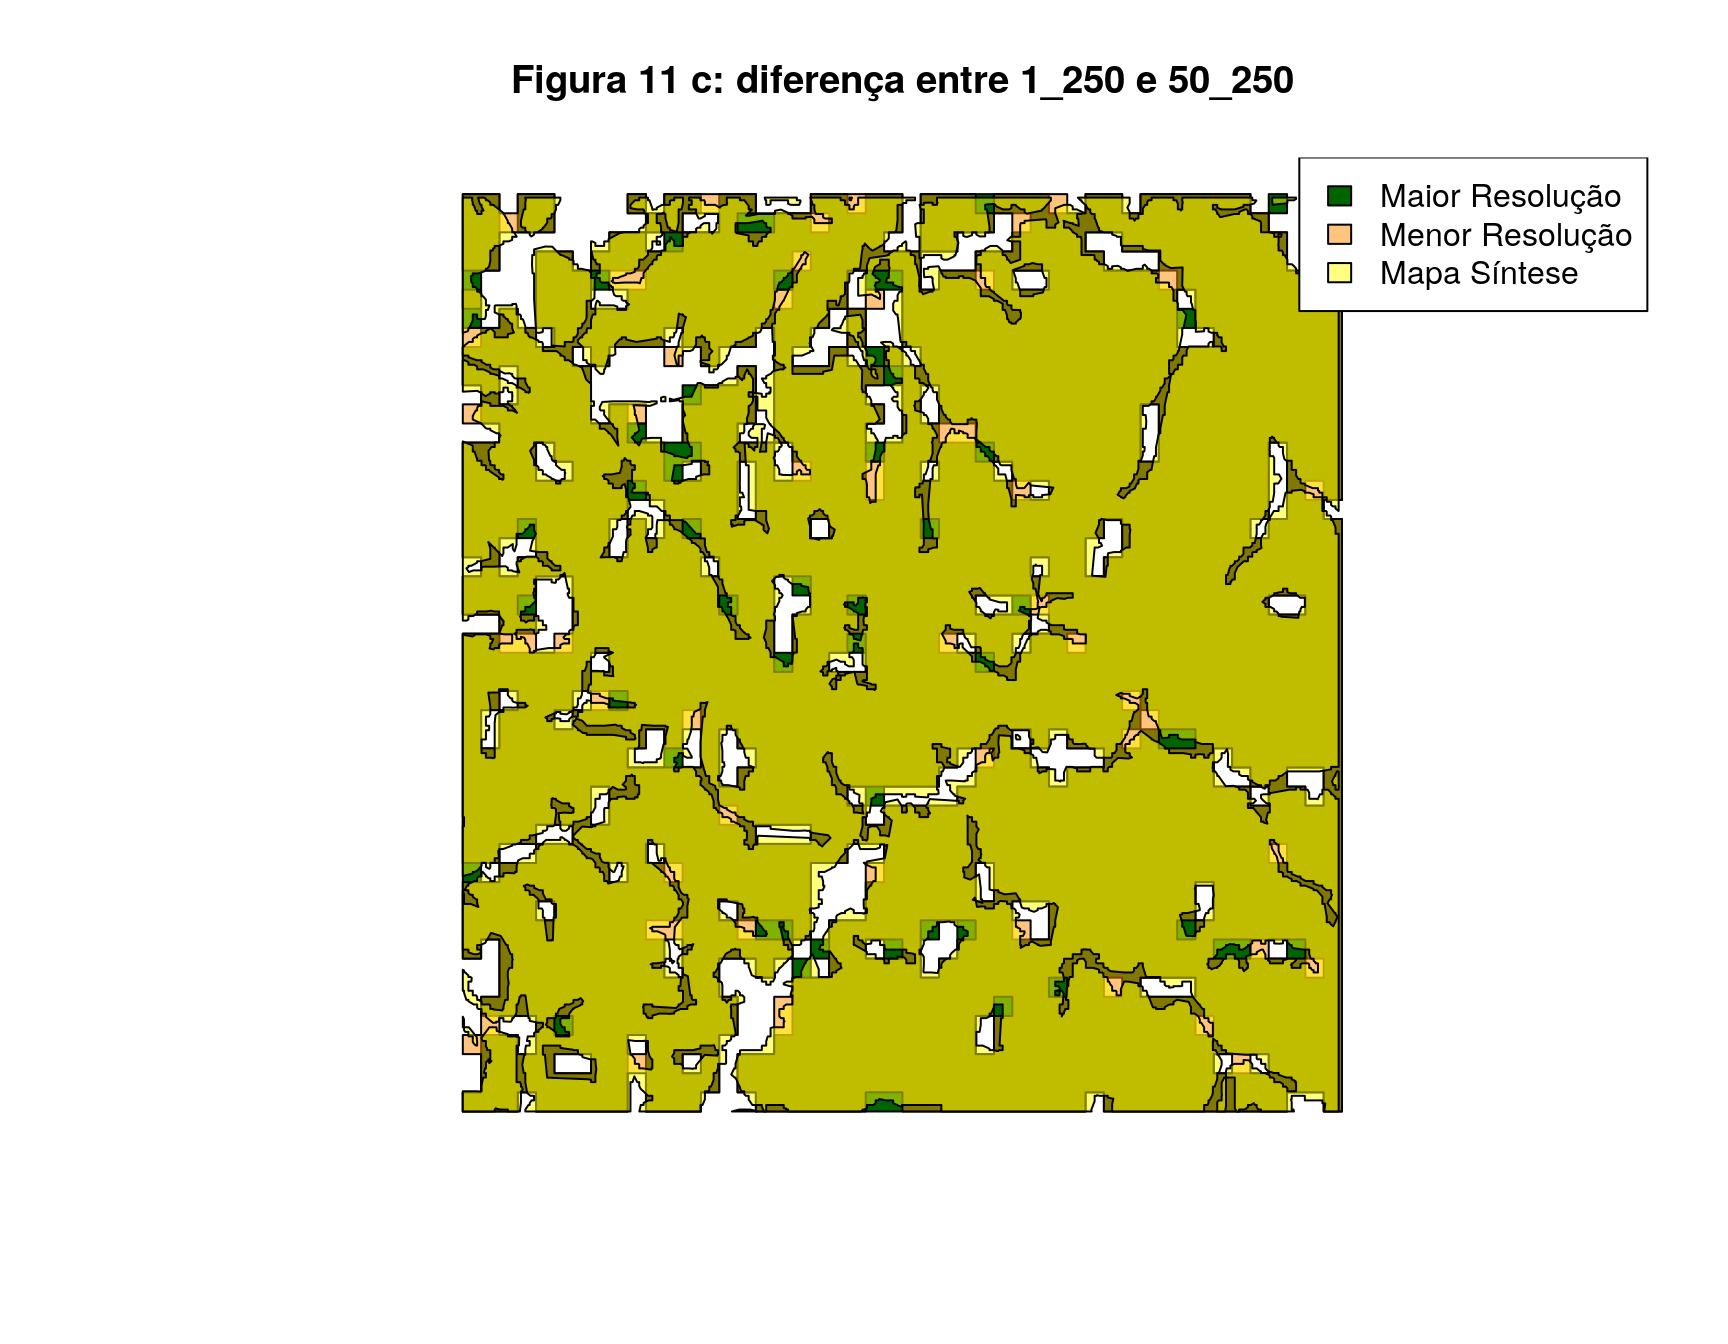 Figura 11 c: diferença entre 1_250 e 50_250
Maior Resolução
Menor Resolução
Mapa Síntese